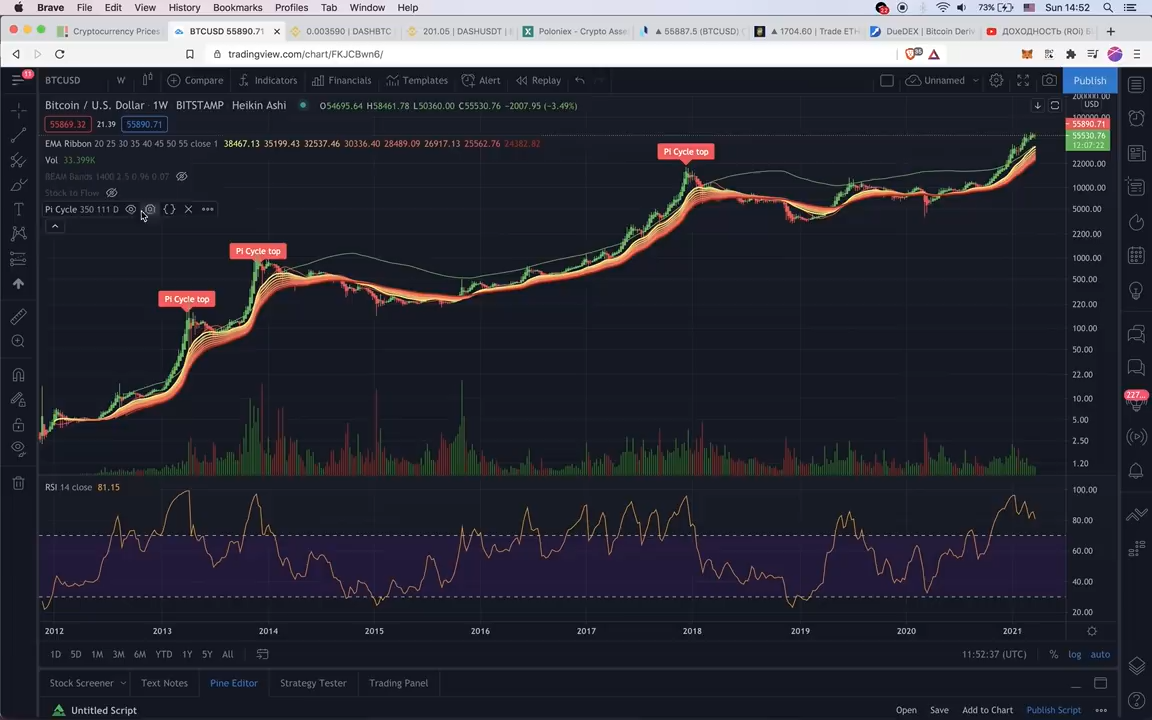 Brave File Edit View History Bookmarks Profiles Tab Window Help 73% Sun 14:52
Cryptocurrency Prices BTCUSD 55890.71 0.003590 | DASHBTC 201.05 | DASHUSDT | Poloniex - Crypto Asse 55887.5 (BTCUSD) 1704.60 | Trade ETH DueDEX | Bitcoin Deriv ДОХОДНОСТЬ (ROI)
tradingview.com/chart/FKJCBwn6/
11 BTCUSD W Compare Indicators Financials Templates Alert Replay Unnamed Publish
Bitcoin / U.S. Dollar · 1W BITSTAMP Heikin Ashi O54695.64 H58461.78 L50360.00 C55530.76 −2007.95 (−3.49%)
55869.32 21.39 55890.71
EMA Ribbon 20 25 30 35 40 45 50 55 close 1 38467.13 35199.43 32537.46 30336.40 28489.09 26917.13 25562.76 24382.82
Vol 33.399K
BEAM Bands 1400 2.5 0.96 0.07
Stock to Flow
Pi Cycle 350 111 D
Pi Cycle top
Pi Cycle top
Pi Cycle top
200000.00
USD
55890.71
55530.76
12:07:22
22000.00
10000.00
5000.00
2200.00
1000.00
500.00
220.00
100.00
50.00
22.00
10.00
5.00
2.50
1.20
227...
RSI 14 close 81.15
100.00
80.00
60.00
40.00
20.00
2012 2013 2014 2015 2016 2017 2018 2019 2020 2021
1D 5D 1M 3M 6M YTD 1Y 5Y All 11:52:37 (UTC) % log auto
Stock Screener Text Notes Pine Editor Strategy Tester Trading Panel
Untitled Script Open Save Add to Chart Publish Script